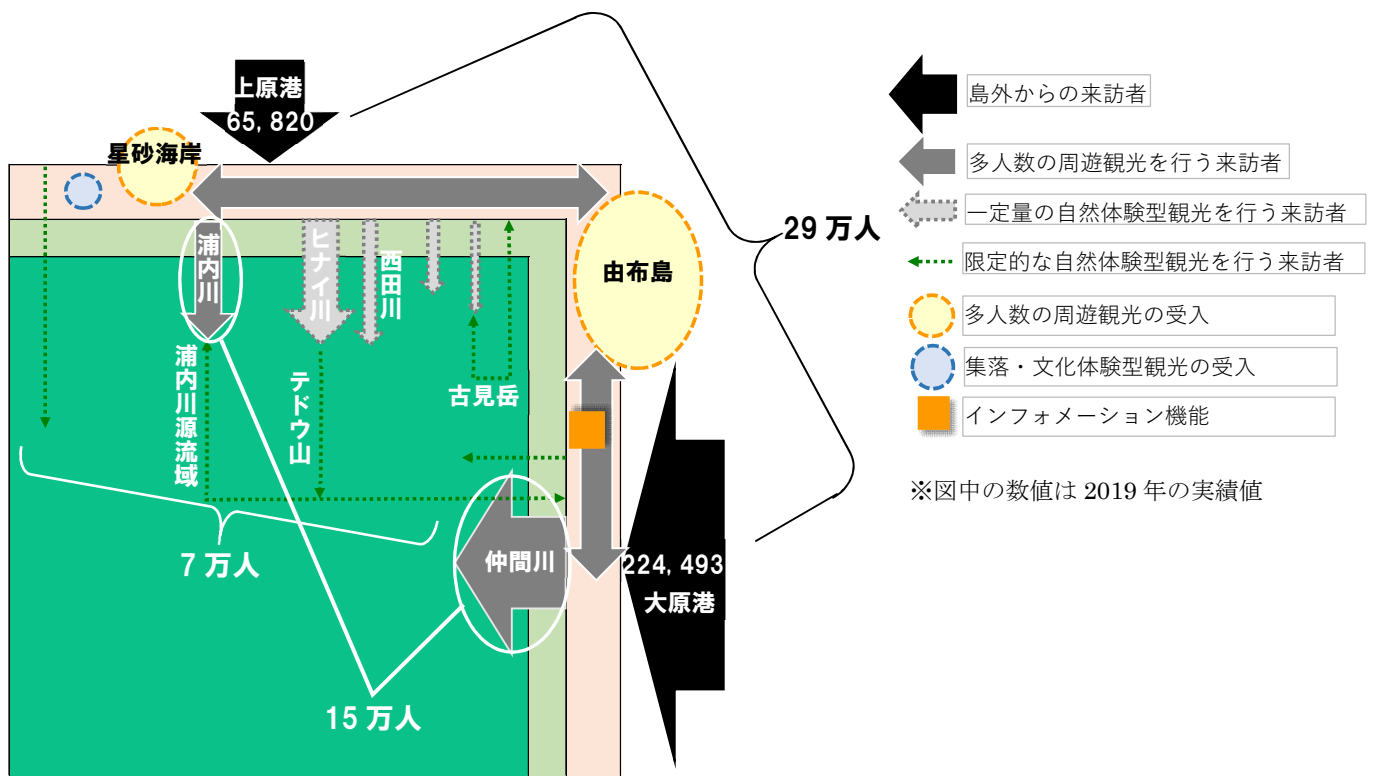 上原港
65,820
星砂海岸
浦内川
ヒナイ川
西田川
由布島
29 万人
浦内川源流域
テドウ山
古見岳
7 万人
仲間川
224,493
大原港
15 万人
島外からの来訪者
多人数の周遊観光を行う来訪者
一定量の自然体験型観光を行う来訪者
限定的な自然体験型観光を行う来訪者
多人数の周遊観光の受入
集落・文化体験型観光の受入
インフォメーション機能
※図中の数値は 2019 年の実績値